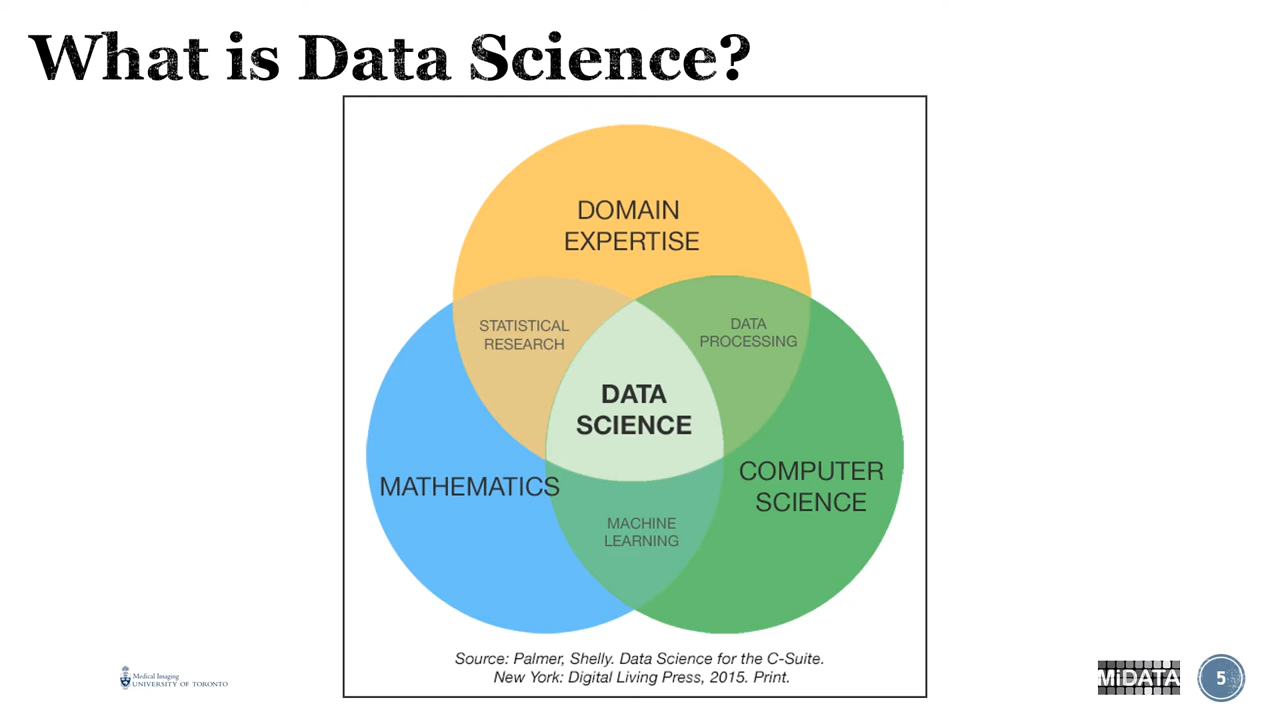 What is Data Science?
DOMAIN
EXPERTISE
STATISTICAL
RESEARCH
DATA
PROCESSING
DATA
SCIENCE
MATHEMATICS
COMPUTER
SCIENCE
MACHINE
LEARNING
Source: Palmer, Shelly. Data Science for the C-Suite.
New York: Digital Living Press, 2015. Print.
Medical Imaging
UNIVERSITY OF TORONTO
MiDATA
5